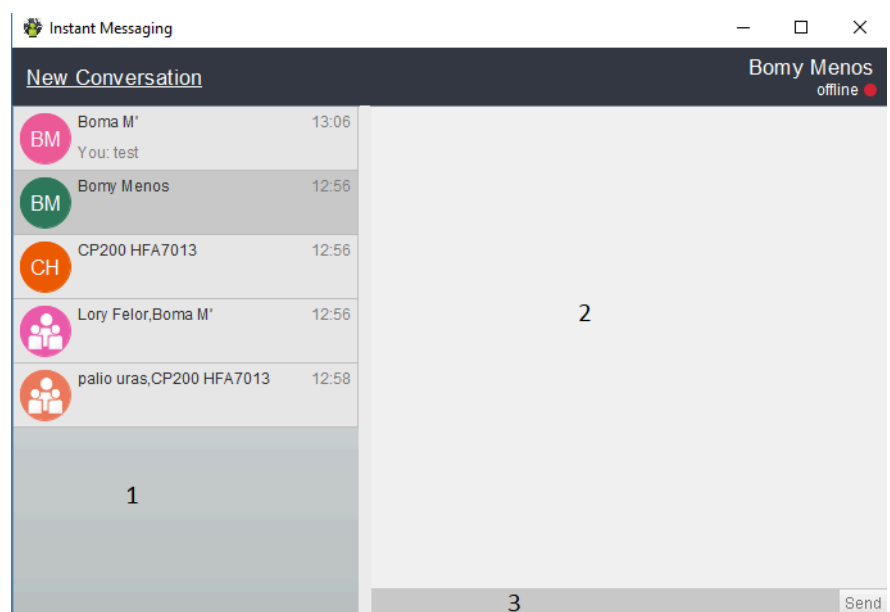 Instant Messaging
New Conversation
Bomy Menos
offline
BM
Boma M'
13:06
You: test
BM
Bomy Menos
12:56
CH
CP200 HFA7013
12:56
Lory Felor,Boma M'
12:56
palio uras,CP200 HFA7013
12:58
1
2
3
Send